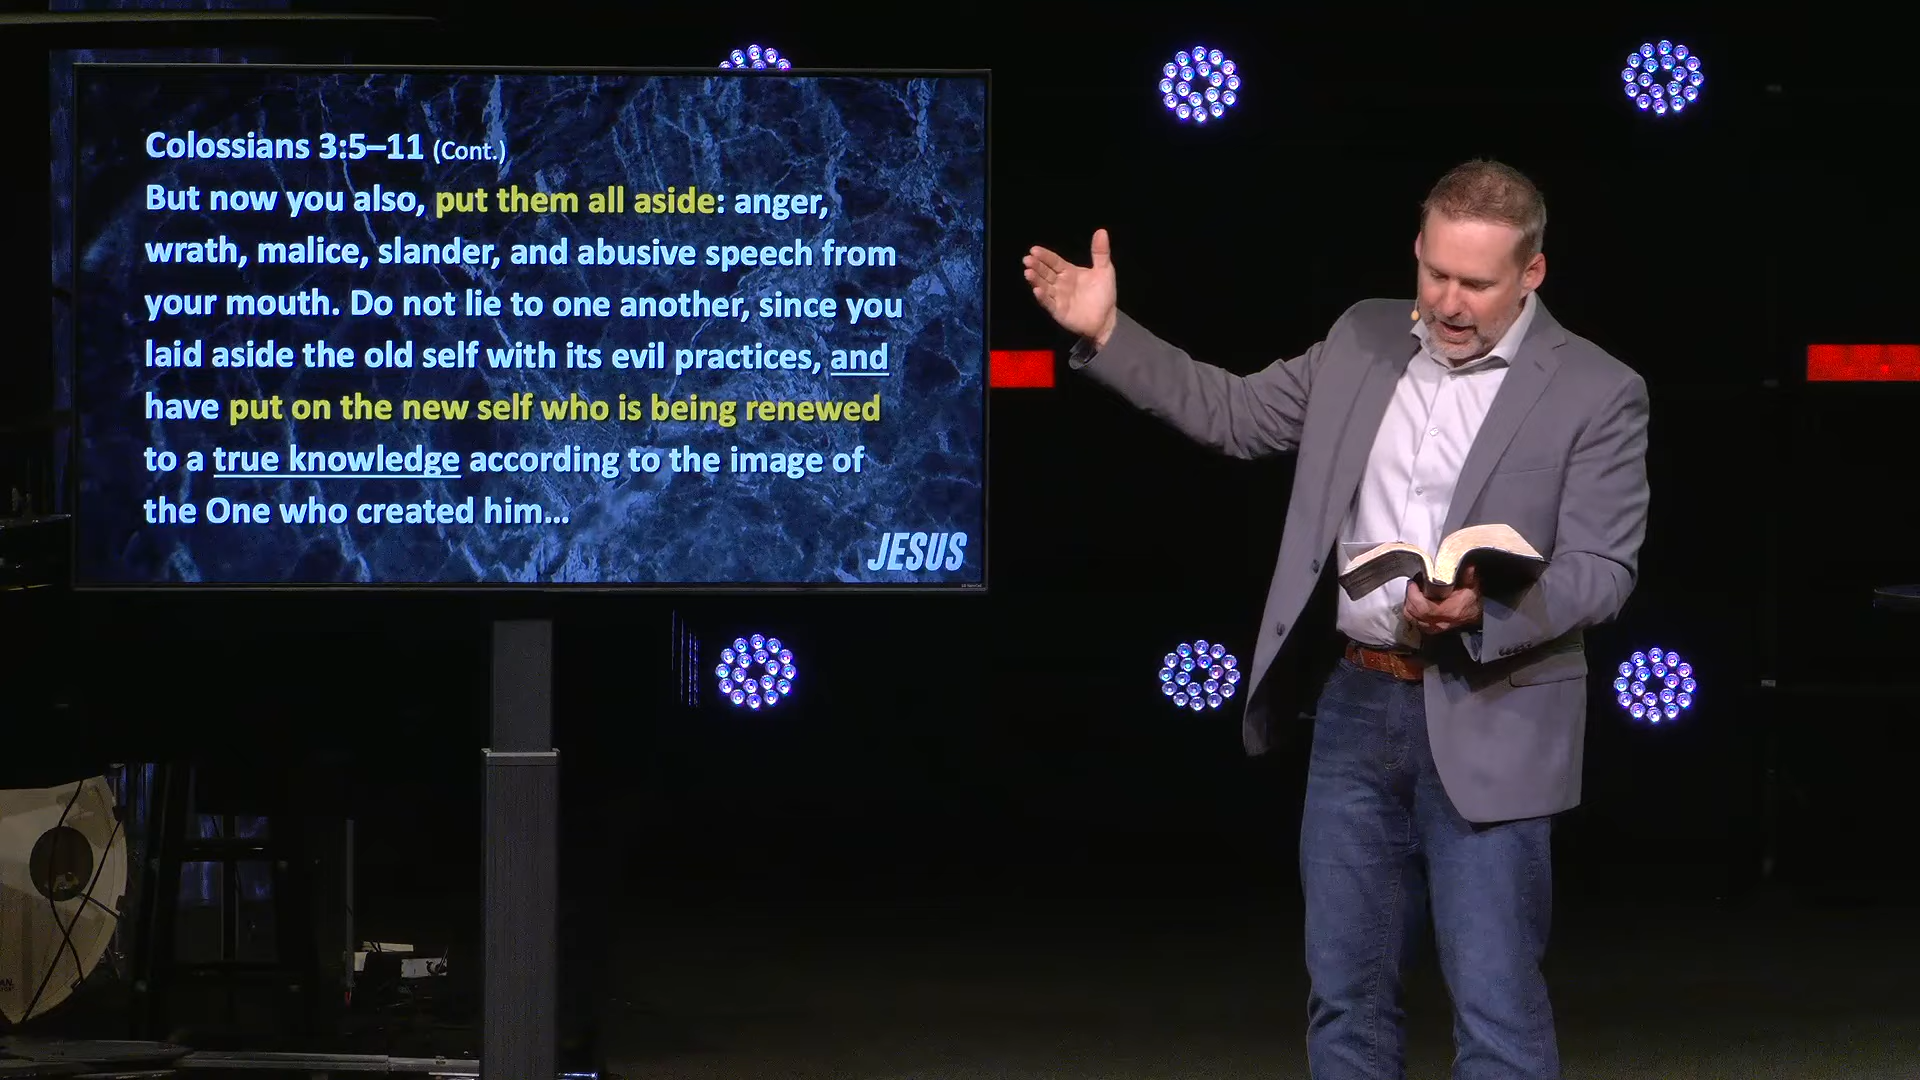 Colossians 3:5–11 (Cont.)
But now you also, put them all aside: anger,
wrath, malice, slander, and abusive speech from
your mouth. Do not lie to one another, since you
laid aside the old self with its evil practices, and
have put on the new self who is being renewed
to a true knowledge according to the image of
the One who created him...
JESUS